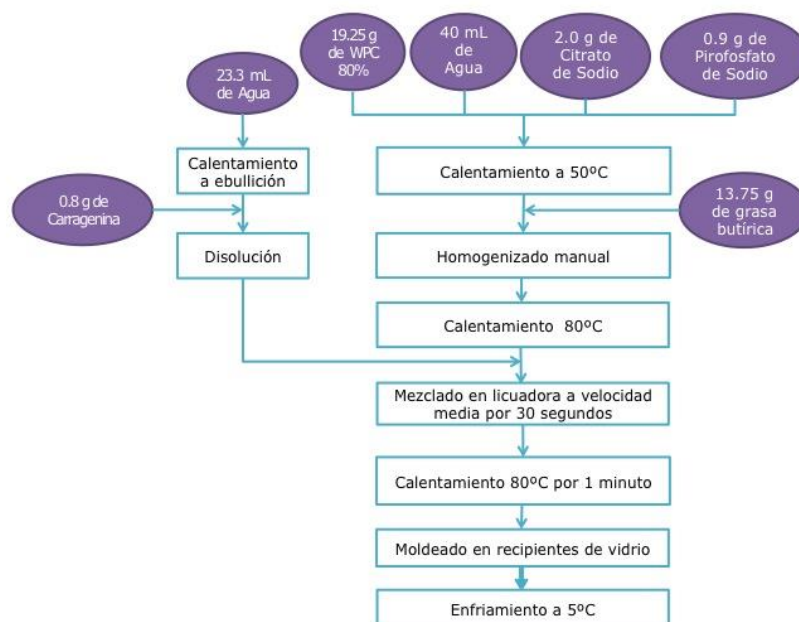 19.25 g
de WPC
80%
40 mL
de
Agua
2.0 g de
Citrato
de Sodio
0.9 g de
Pirofosfato
de Sodio
23.3 mL
de Agua
Calentamiento
a ebullición
Calentamiento a 50ºC
0.8 g de
Carragenina
13.75 g
de grasa
butírica
Disolución
Homogenizado manual
Calentamiento 80ºC
Mezclado en licuadora a velocidad
media por 30 segundos
Calentamiento 80ºC por 1 minuto
Moldeado en recipientes de vidrio
Enfriamiento a 5ºC